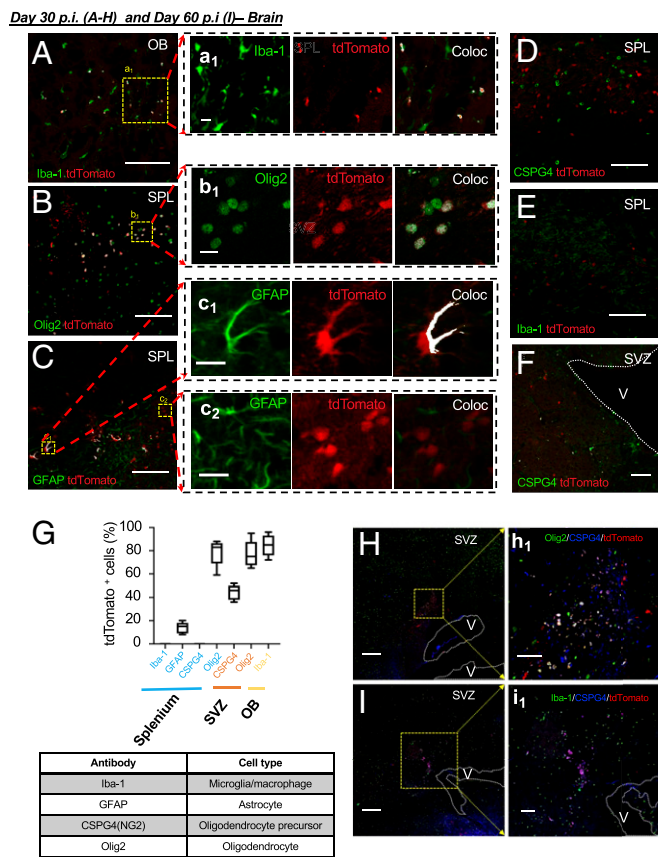 Day 30 p.i. (A-H) and Day 60 p.i (I)– Brain
A
OB
a1
Iba-1 tdTomato
a1
Iba-1
SPL
tdTomato
Coloc
D
SPL
CSPG4 tdTomato
B
SPL
b1
Olig2 tdTomato
b1
Olig2
SVZ
tdTomato
Coloc
E
SPL
Iba-1 tdTomato
C
SPL
c2
GFAP tdTomato
c1
GFAP
tdTomato
Coloc
c2
GFAP
tdTomato
Coloc
F
SVZ
V
CSPG4 tdTomato
G
tdTomato + cells (%)
100
80
60
40
20
0
Iba-1
GFAP
CSPG4
Olig2
CSPG4
Olig2
Iba-1
Splenium
SVZ
OB
Antibody Cell type
Iba-1 Microglia/macrophage
GFAP Astrocyte
CSPG4(NG2) Oligodendrocyte precursor
Olig2 Oligodendrocyte
H
SVZ
V
V
h1
Olig2/CSPG4/tdTomato
I
SVZ
V
i1
Iba-1/CSPG4/tdTomato
V